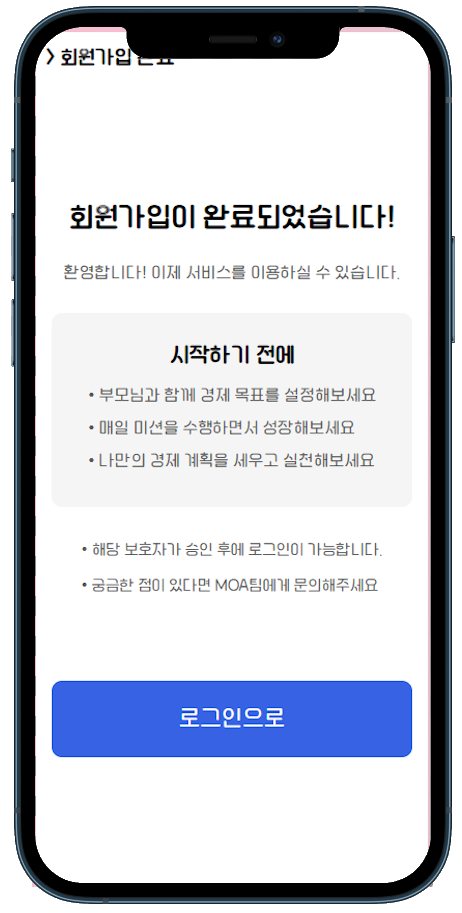 > 회원가입 완료
회원가입이 완료되었습니다!
환영합니다! 이제 서비스를 이용하실 수 있습니다.
시작하기 전에
• 부모님과 함께 경제 목표를 설정해보세요
• 매일 미션을 수행하면서 성장해보세요
• 나만의 경제 계획을 세우고 실천해보세요
• 해당 보호자가 승인 후에 로그인이 가능합니다.
• 궁금한 점이 있다면 MOA팀에게 문의해주세요
로그인으로